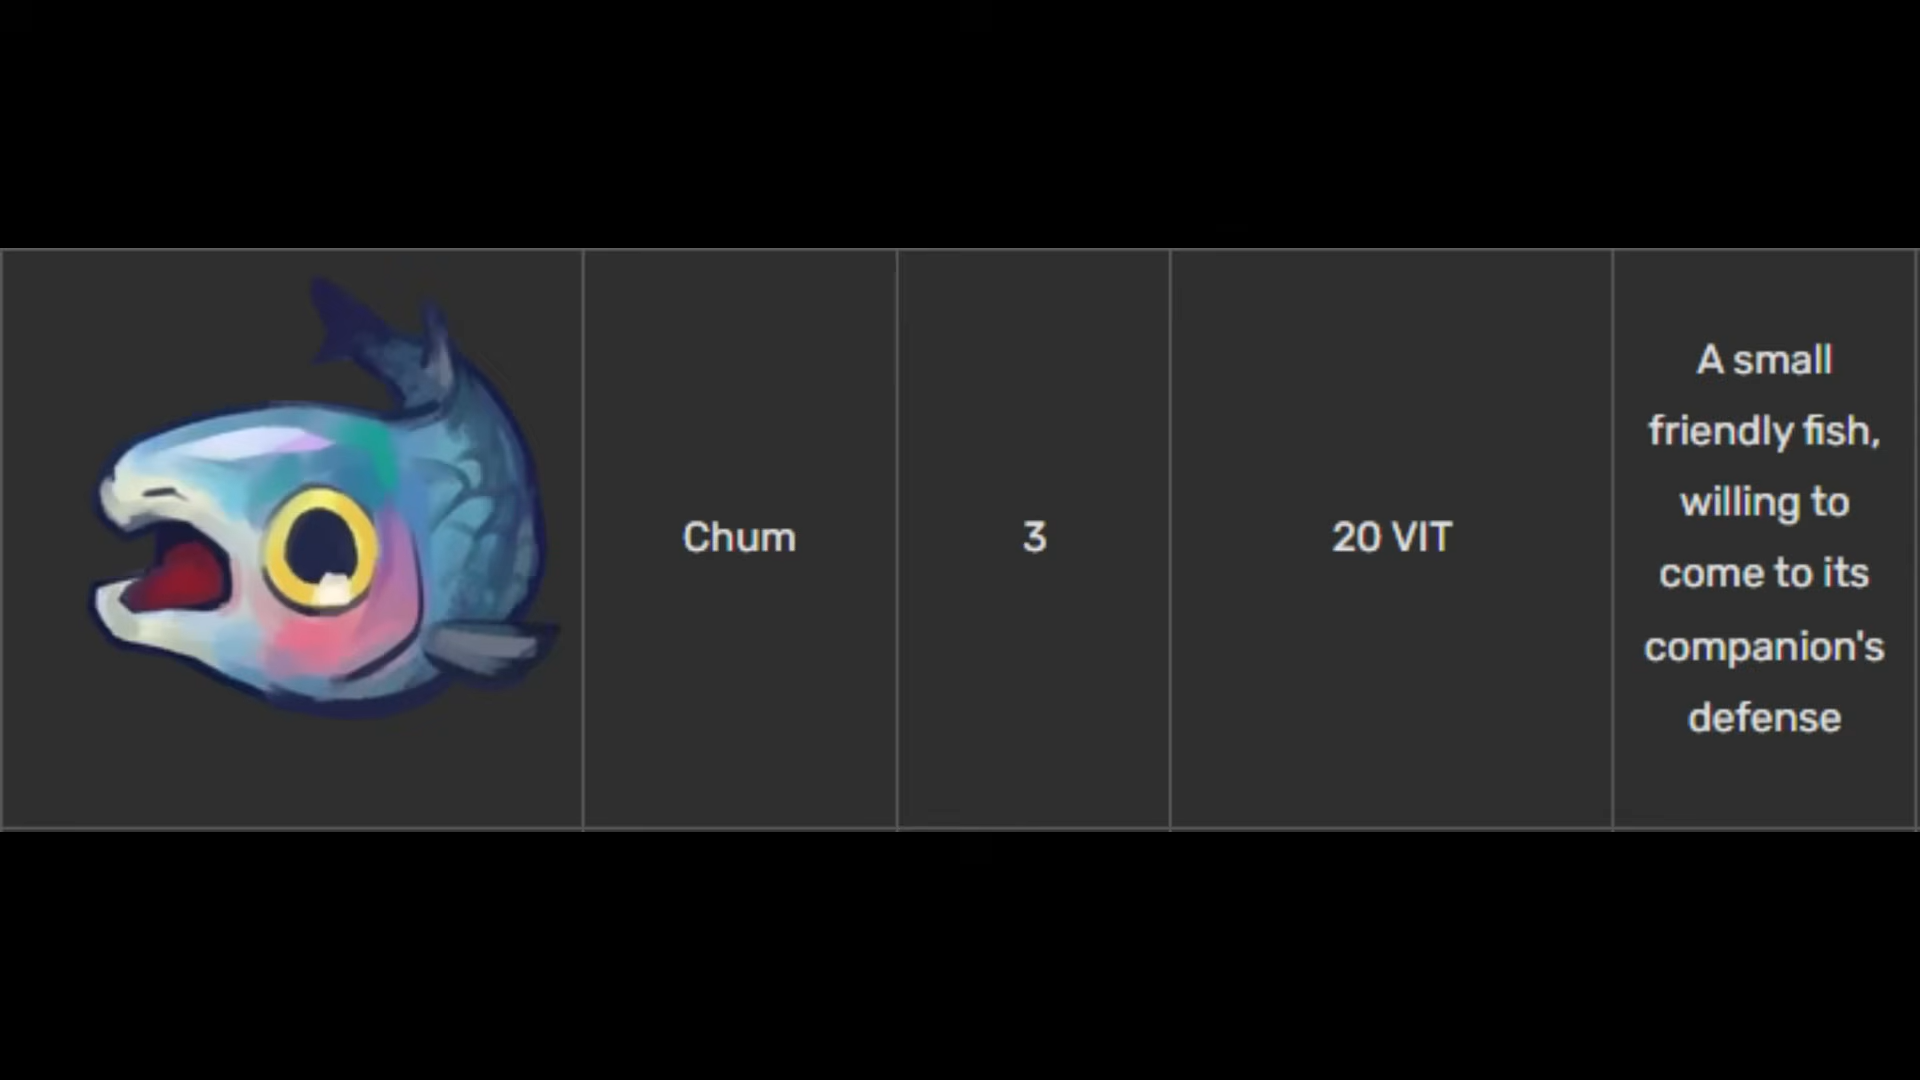 Chum
3
20 VIT
A small
friendly fish,
willing to
come to its
companion's
defense